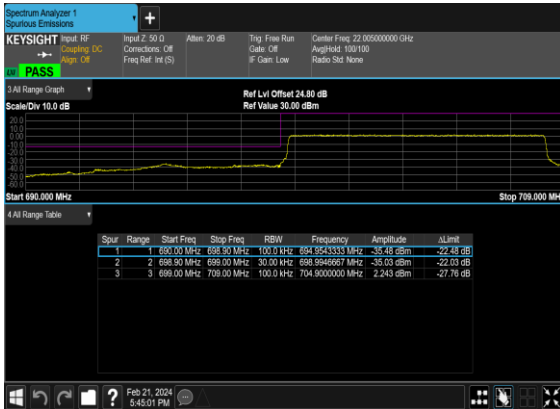 Spectrum Analyzer 1
Spurious Emissions
KEYSIGHT Input: RF Input Z: 50 Ω Atten: 20 dB Trig: Free Run Center Freq: 22.005000000 GHz
Coupling: DC Corrections: Off Gate: Off Avg|Hold: 100/100
Align: Off Freq Ref: Int (S) IF Gain: Low Radio Std: None
PASS
3 All Range Graph
Ref Lvl Offset 24.80 dB
Scale/Div 10.0 dB Ref Value 30.00 dBm
20.0
10.0
0.00
-10.0
-20.0
-30.0
-40.0
-50.0
-60.0
Start 690.000 MHz Stop 709.000 MH
4 All Range Table
Spur Range Start Freq Stop Freq RBW Frequency Amplitude ΔLimit
1 1 690.00 MHz 698.90 MHz 100.0 kHz 694.9543333 MHz -35.48 dBm -22.48 dB
2 2 698.90 MHz 699.00 MHz 30.00 kHz 698.9946667 MHz -35.03 dBm -22.03 dB
3 3 699.00 MHz 709.00 MHz 100.0 kHz 704.9000000 MHz 2.243 dBm -27.76 dB
Feb 21, 2024
5:45:01 PM